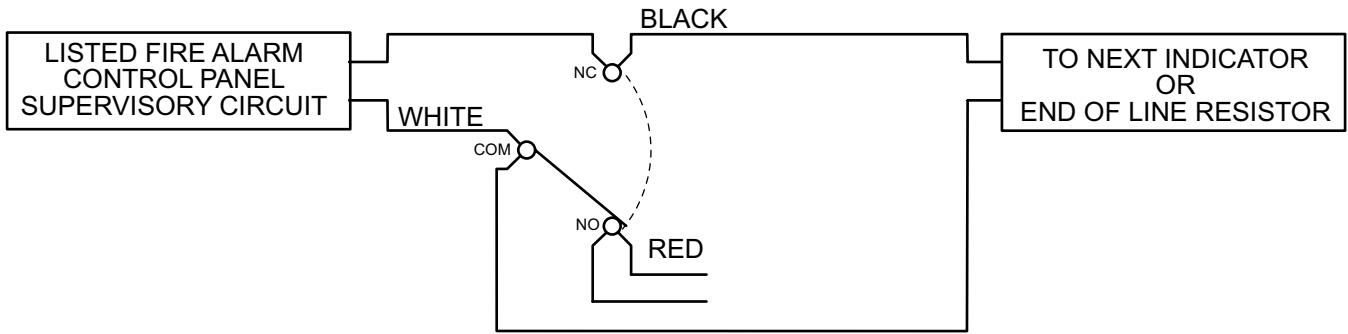 BLACK
LISTED FIRE ALARM
CONTROL PANEL
SUPERVISORY CIRCUIT
NC
TO NEXT INDICATOR
OR
END OF LINE RESISTOR
WHITE
COM
NO
RED